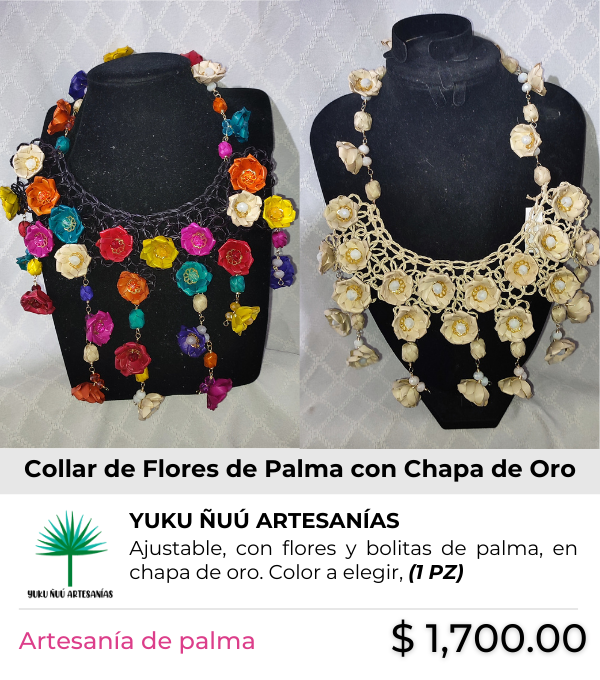 Collar de Flores de Palma con Chapa de Oro
YUKU ÑUÚ ARTESANÍAS
Ajustable, con flores y bolitas de palma, en
chapa de oro. Color a elegir, (1 PZ)
YUKU ÑUÚ ARTESANÍAS
Artesanía de palma
$ 1,700.00